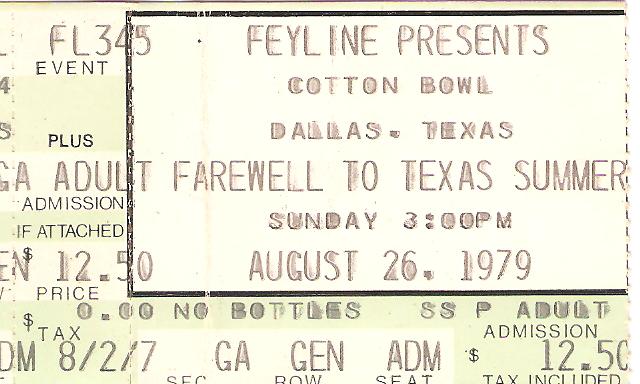 FL345 FEYLINE PRESENTS
EVENT
COTTON BOWL
PLUS DALLAS. TEXAS
GA ADULT FAREWELL TO TEXAS SUMMER
ADMISSION
IF ATTACHED SUNDAY 3:00PM
$ 12.50 AUGUST 26. 1979
PRICE
0.00 NO BOTTLES SS P ADULT
$ TAX ADMISSION
8/2/7 GA GEN ADM $ 12.50
SEC ROW SEAT TAX INCLUDED